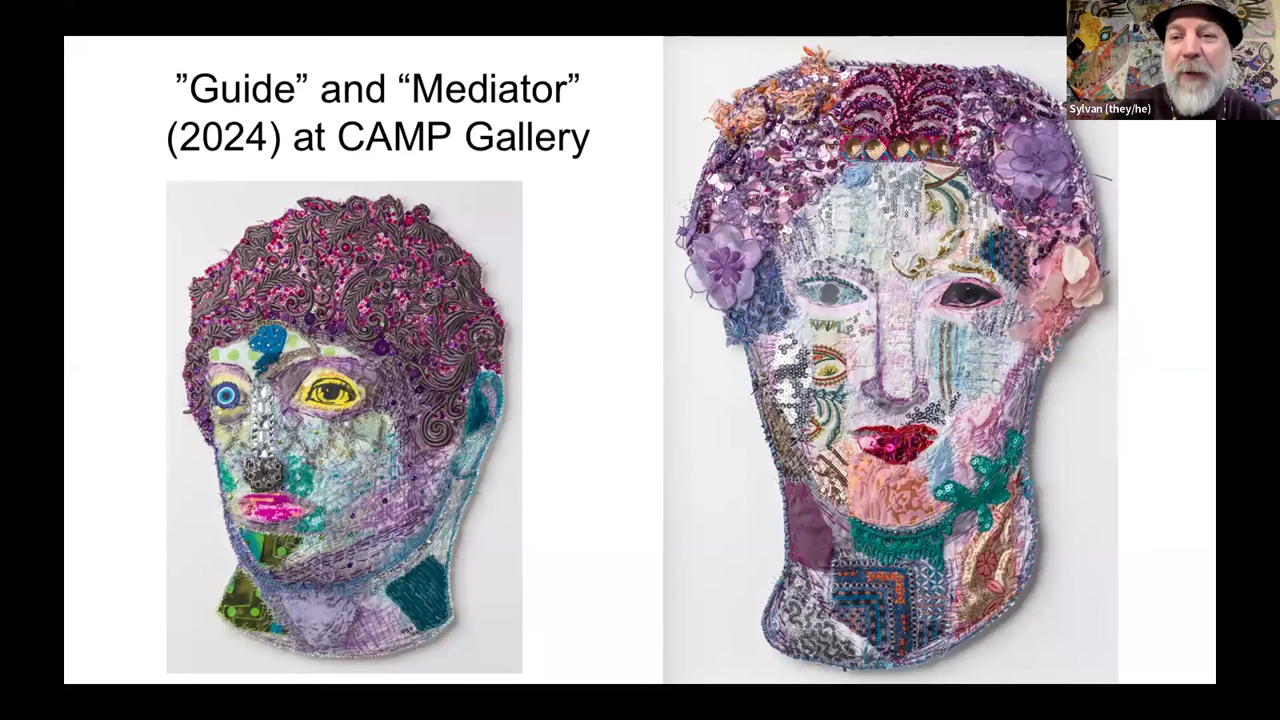 ”Guide” and “Mediator”
(2024) at CAMP Gallery
Sylvan (they/he)